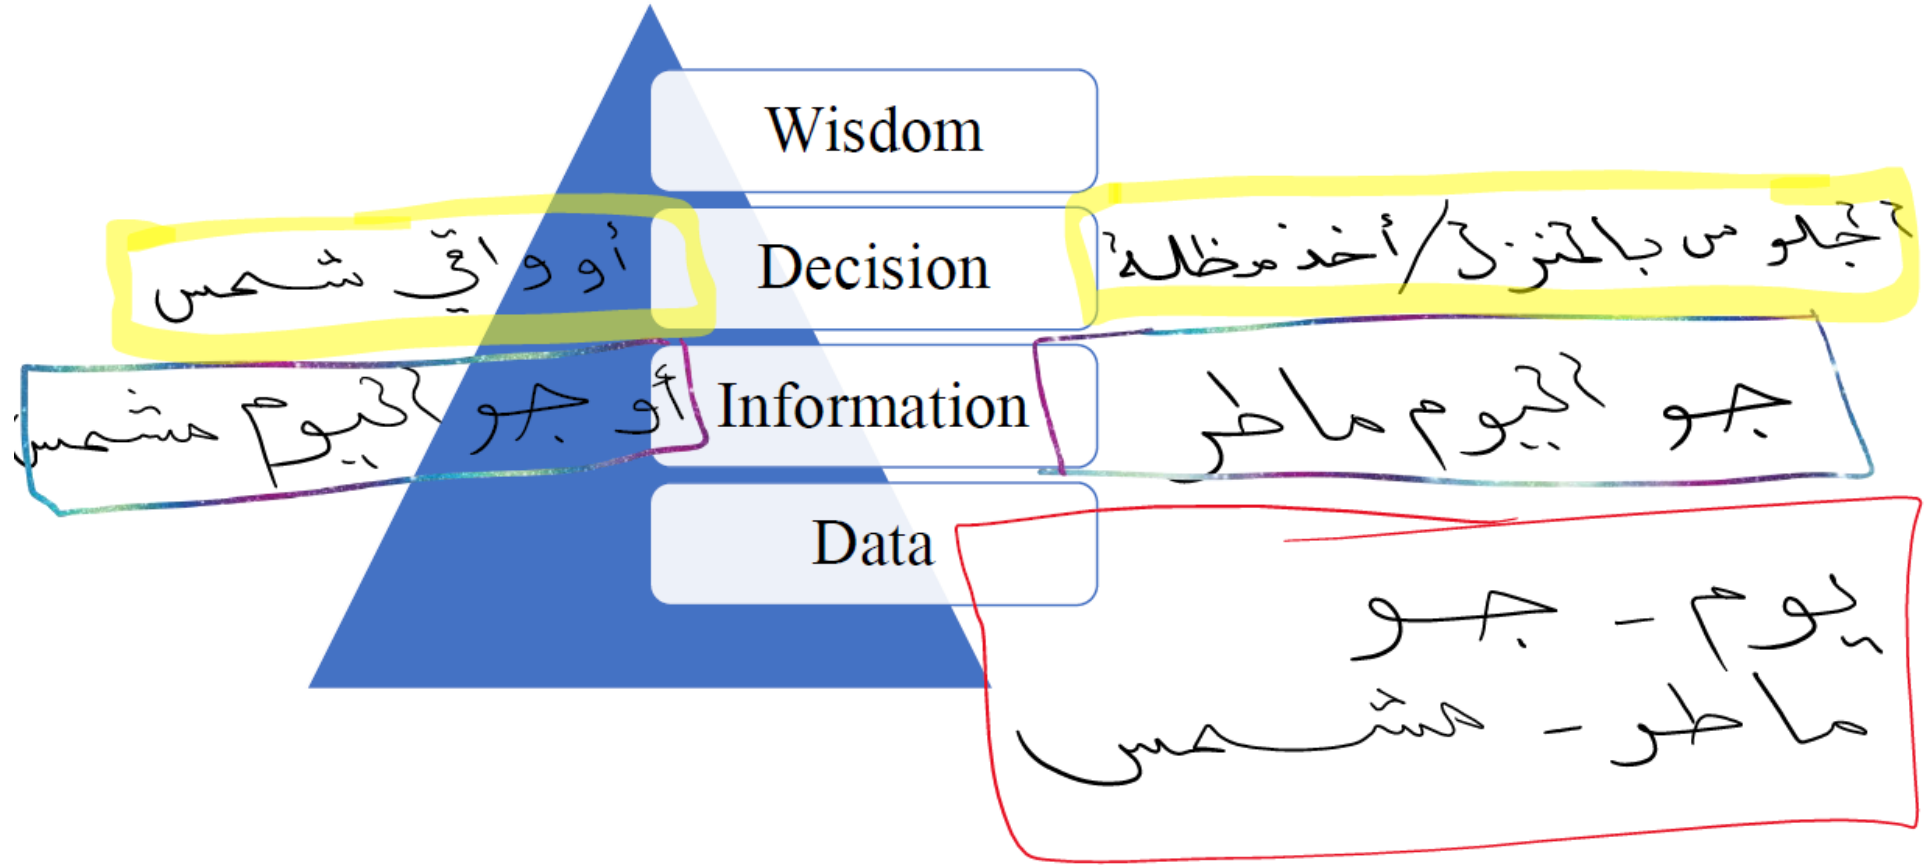 Wisdom
Decision
الجلوس بالمنزل/أخذ مظلة
أو واقي شمس
Information
جو اليوم ماطر
أو جو اليوم مشمس
Data
يوم - جو
ماطر - مشمس